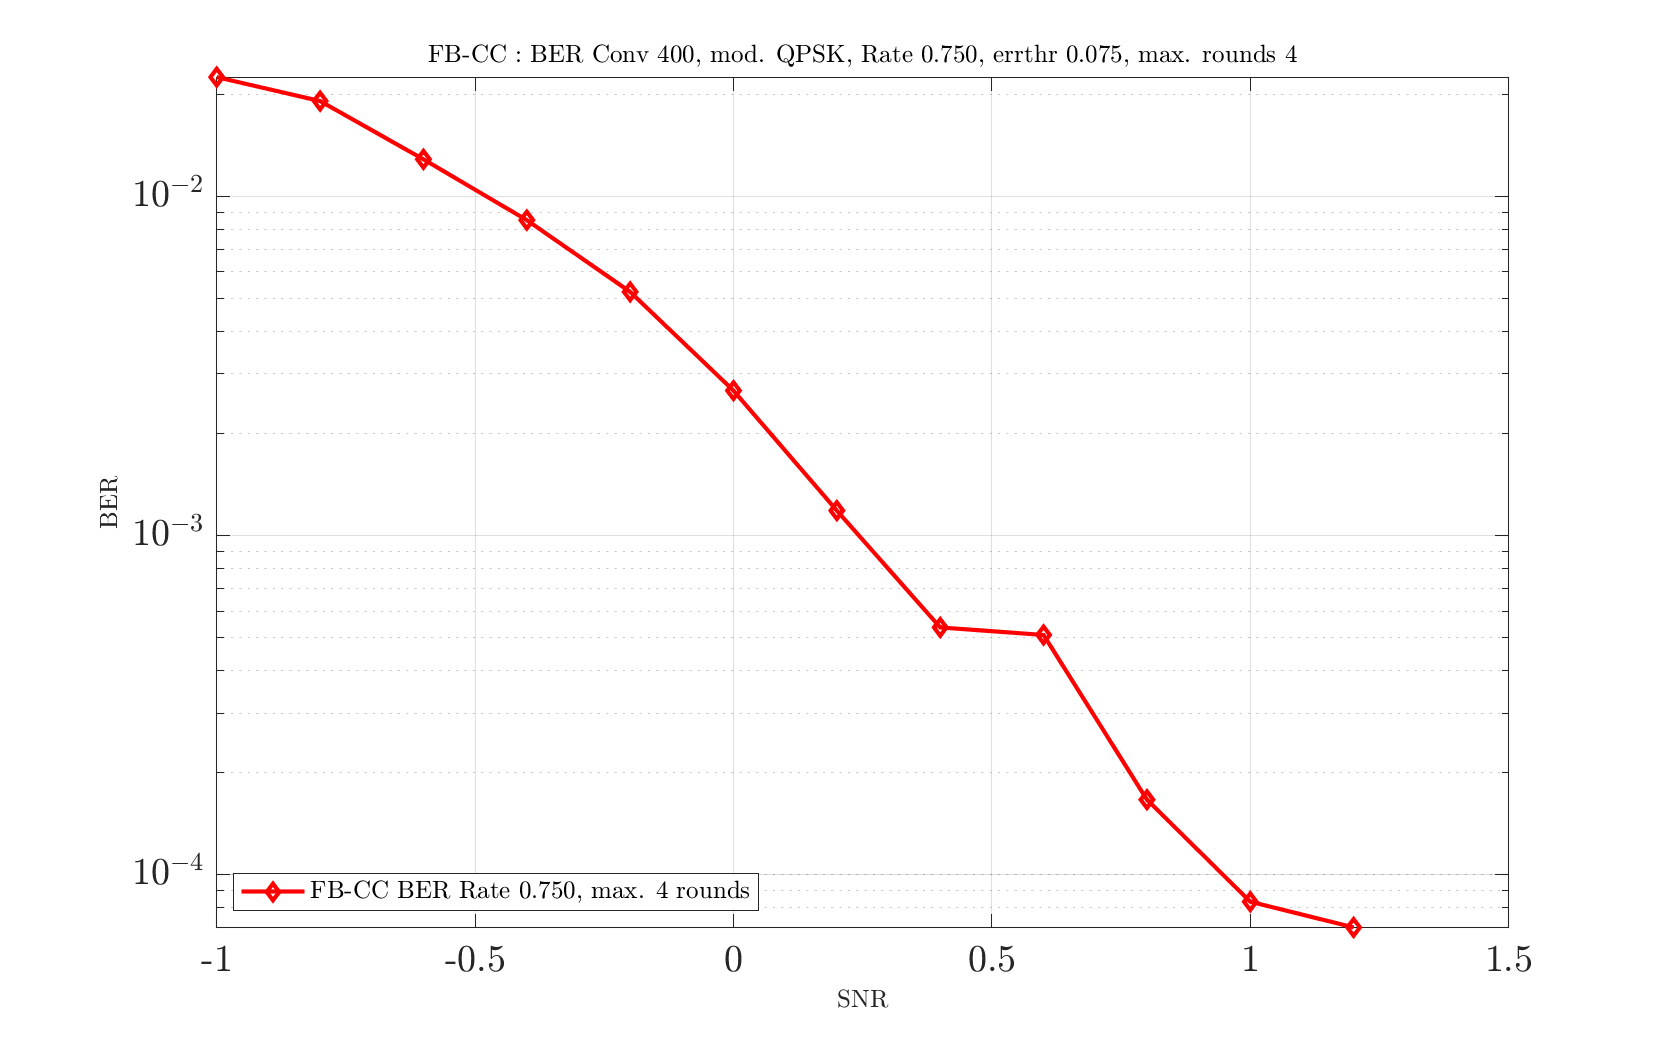 FB-CC : BER Conv 400, mod. QPSK, Rate 0.750, errthr 0.075, max. rounds 4
10⁻²
10⁻³
10⁻⁴
BER
FB-CC BER Rate 0.750, max. 4 rounds
-1 -0.5 0 0.5 1 1.5
SNR